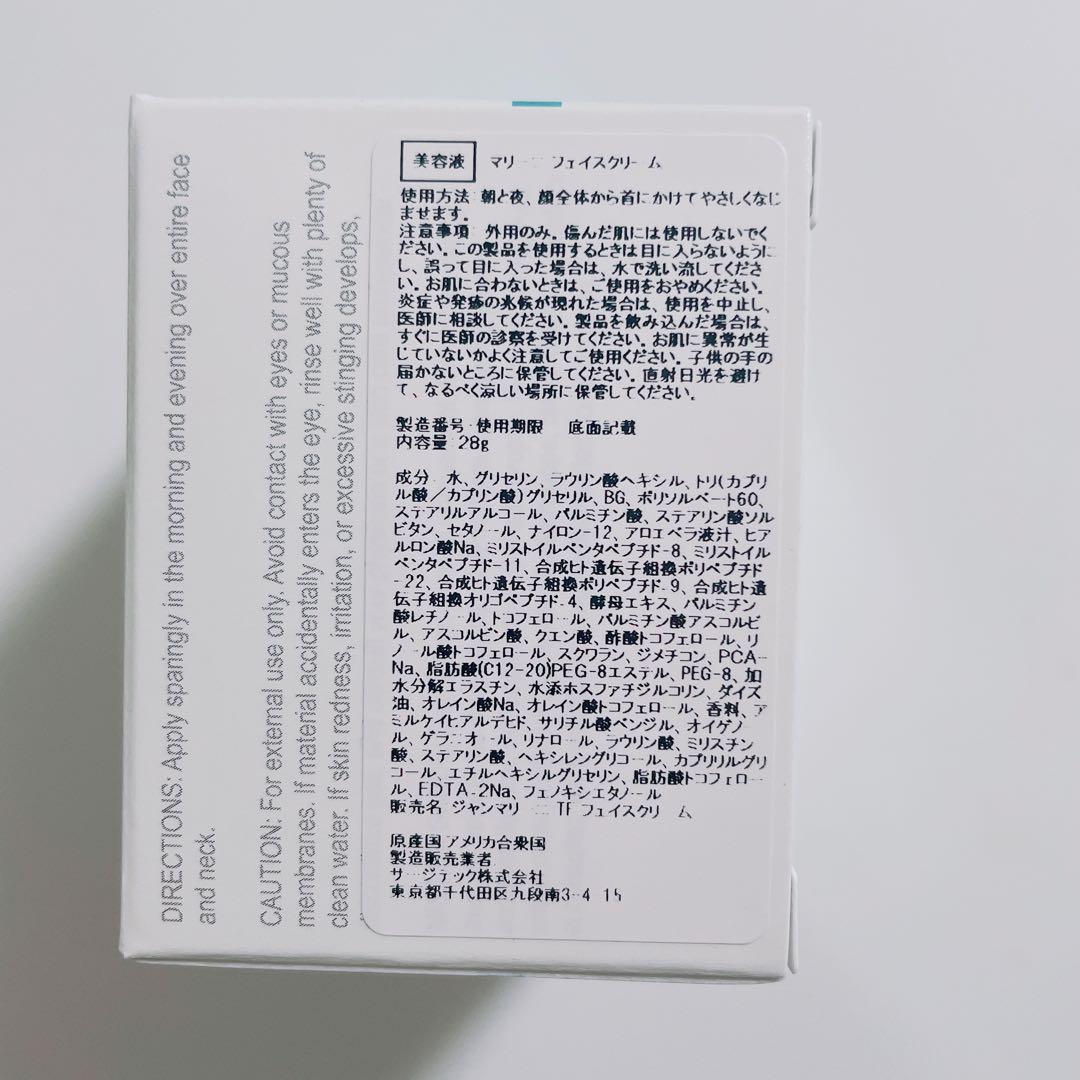 DIRECTIONS: Apply sparingly in the morning and evening over entire face
and neck.
CAUTION: For external use only. Avoid contact with eyes or mucous
membranes. If material accidentally enters the eye, rinse well with plenty of
clean water. If skin redness, irritation, or excessive stinging develops,
美容液 マリーニ フェイスクリーム
使用方法 朝と夜、顔全体から首にかけてやさしくなじ
ませます。
注意事項 外用のみ。傷んだ肌には使用しないでく
ださい。この製品を使用するときは目に入らないように
し、誤って目に入った場合は、水で洗い流してくださ
い。お肌に合わないときは、ご使用をおやめください。
炎症や発疹の兆候が現れた場合は、使用を中止し、
医師に相談してください。製品を飲み込んだ場合は、
すぐに医師の診察を受けてください。お肌に異常が生
じていないかよく注意してご使用ください。子供の手の
届かないところに保管してください。直射日光を避け
て、なるべく涼しい場所に保管してください。
製造番号・使用期限 底面記載
内容量 28g
成分 水、グリセリン、ラウリン酸ヘキシル、トリ(カプリ
ル酸/カプリン酸)グリセリル、BG、ポリソルベート60、
ステアリルアルコール、パルミチン酸、ステアリン酸ソル
ビタン、セタノール、ナイロン-12、アロエベラ液汁、ヒア
ルロン酸Na、ミリストイルペンタペプチド-8、ミリストイル
ペンタペプチド-11、合成ヒト遺伝子組換ポリペプチド
-22、合成ヒト遺伝子組換ポリペプチド-9、合成ヒト遺
伝子組換オリゴペプチド-4、酵母エキス、パルミチン
酸レチノール、トコフェロール、パルミチン酸アスコルビ
ル、アスコルビン酸、クエン酸、酢酸トコフェロール、リ
ノール酸トコフェロール、スクワラン、ジメチコン、PCA-
Na、脂肪酸(C12-20)PEG-8エステル、PEG-8、加
水分解エラスチン、水添ホスファチジルコリン、ダイズ
油、オレイン酸Na、オレイン酸トコフェロール、香料、ア
ミルケイヒアルデヒド、サリチル酸ベンジル、オイゲノ
ール、ゲラニオール、リナロール、ラウリン酸、ミリスチン
酸、ステアリン酸、ヘキシレングリコール、カプリリルグリ
コール、エチルヘキシルグリセリン、脂肪酸トコフェロー
ル、EDTA-2Na、フェノキシエタノール
販売名 ジャンマリーニ TF フェイスクリーム
原産国 アメリカ合衆国
製造販売業者
サージテック株式会社
東京都千代田区九段南3-4-15